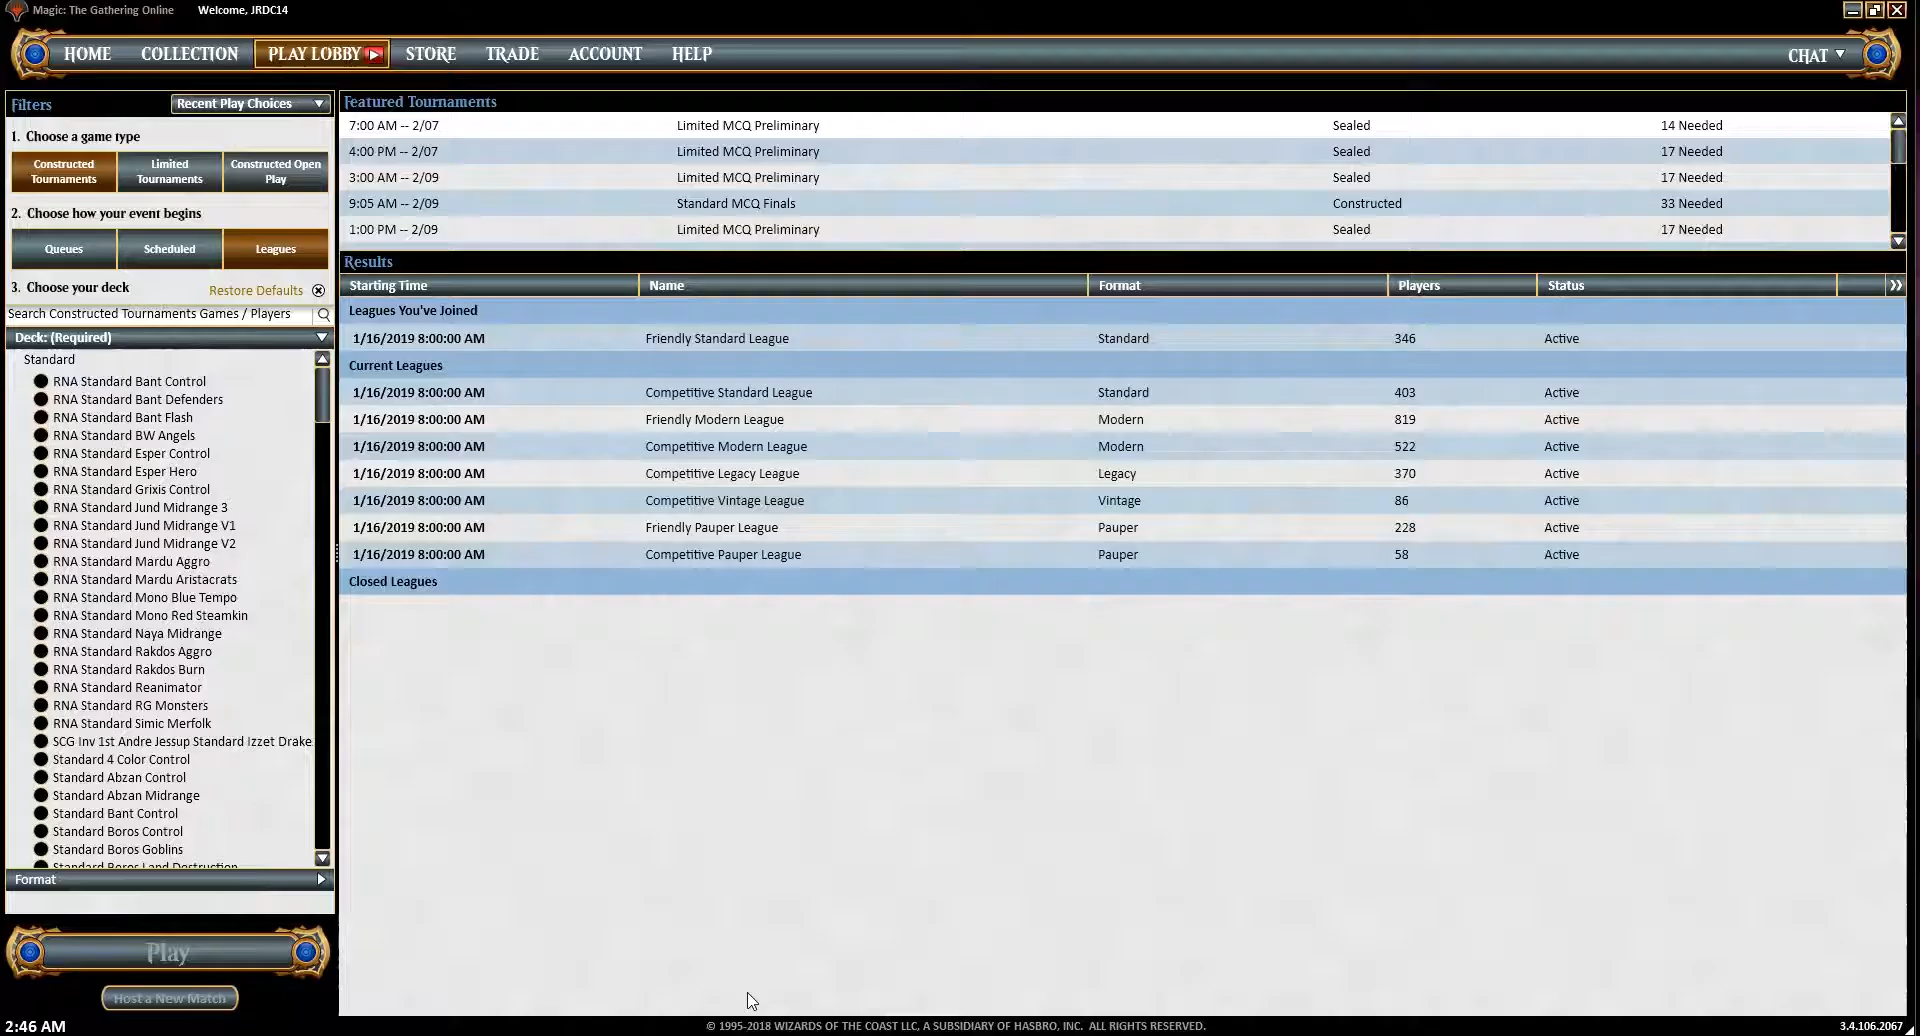 Magic: The Gathering Online Welcome, JRDC14
HOME COLLECTION PLAY LOBBY STORE TRADE ACCOUNT HELP CHAT
Filters Recent Play Choices
1. Choose a game type
Constructed Tournaments
Limited Tournaments
Constructed Open Play
2. Choose how your event begins
Queues Scheduled Leagues
3. Choose your deck Restore Defaults
Search Constructed Tournaments Games / Players
Deck: (Required)
Standard
RNA Standard Bant Control
RNA Standard Bant Defenders
RNA Standard Bant Flash
RNA Standard BW Angels
RNA Standard Esper Control
RNA Standard Esper Hero
RNA Standard Grixis Control
RNA Standard Jund Midrange 3
RNA Standard Jund Midrange V1
RNA Standard Jund Midrange V2
RNA Standard Mardu Aggro
RNA Standard Mardu Aristacrats
RNA Standard Mono Blue Tempo
RNA Standard Mono Red Steamkin
RNA Standard Naya Midrange
RNA Standard Rakdos Aggro
RNA Standard Rakdos Burn
RNA Standard Reanimator
RNA Standard RG Monsters
RNA Standard Simic Merfolk
SCG Inv 1st Andre Jessup Standard Izzet Drake
Standard 4 Color Control
Standard Abzan Control
Standard Abzan Midrange
Standard Bant Control
Standard Boros Control
Standard Boros Goblins
Standard Boros Land Destruction
Format
Play
Host a New Match
2:46 AM
Featured Tournaments
7:00 AM -- 2/07 Limited MCQ Preliminary Sealed 14 Needed
4:00 PM -- 2/07 Limited MCQ Preliminary Sealed 17 Needed
3:00 AM -- 2/09 Limited MCQ Preliminary Sealed 17 Needed
9:05 AM -- 2/09 Standard MCQ Finals Constructed 33 Needed
1:00 PM -- 2/09 Limited MCQ Preliminary Sealed 17 Needed
Results
Starting Time Name Format Players Status
Leagues You've Joined
1/16/2019 8:00:00 AM Friendly Standard League Standard 346 Active
Current Leagues
1/16/2019 8:00:00 AM Competitive Standard League Standard 403 Active
1/16/2019 8:00:00 AM Friendly Modern League Modern 819 Active
1/16/2019 8:00:00 AM Competitive Modern League Modern 522 Active
1/16/2019 8:00:00 AM Competitive Legacy League Legacy 370 Active
1/16/2019 8:00:00 AM Competitive Vintage League Vintage 86 Active
1/16/2019 8:00:00 AM Friendly Pauper League Pauper 228 Active
1/16/2019 8:00:00 AM Competitive Pauper League Pauper 58 Active
Closed Leagues
© 1995-2018 WIZARDS OF THE COAST LLC, A SUBSIDIARY OF HASBRO, INC. ALL RIGHTS RESERVED.
3.4.106.2067